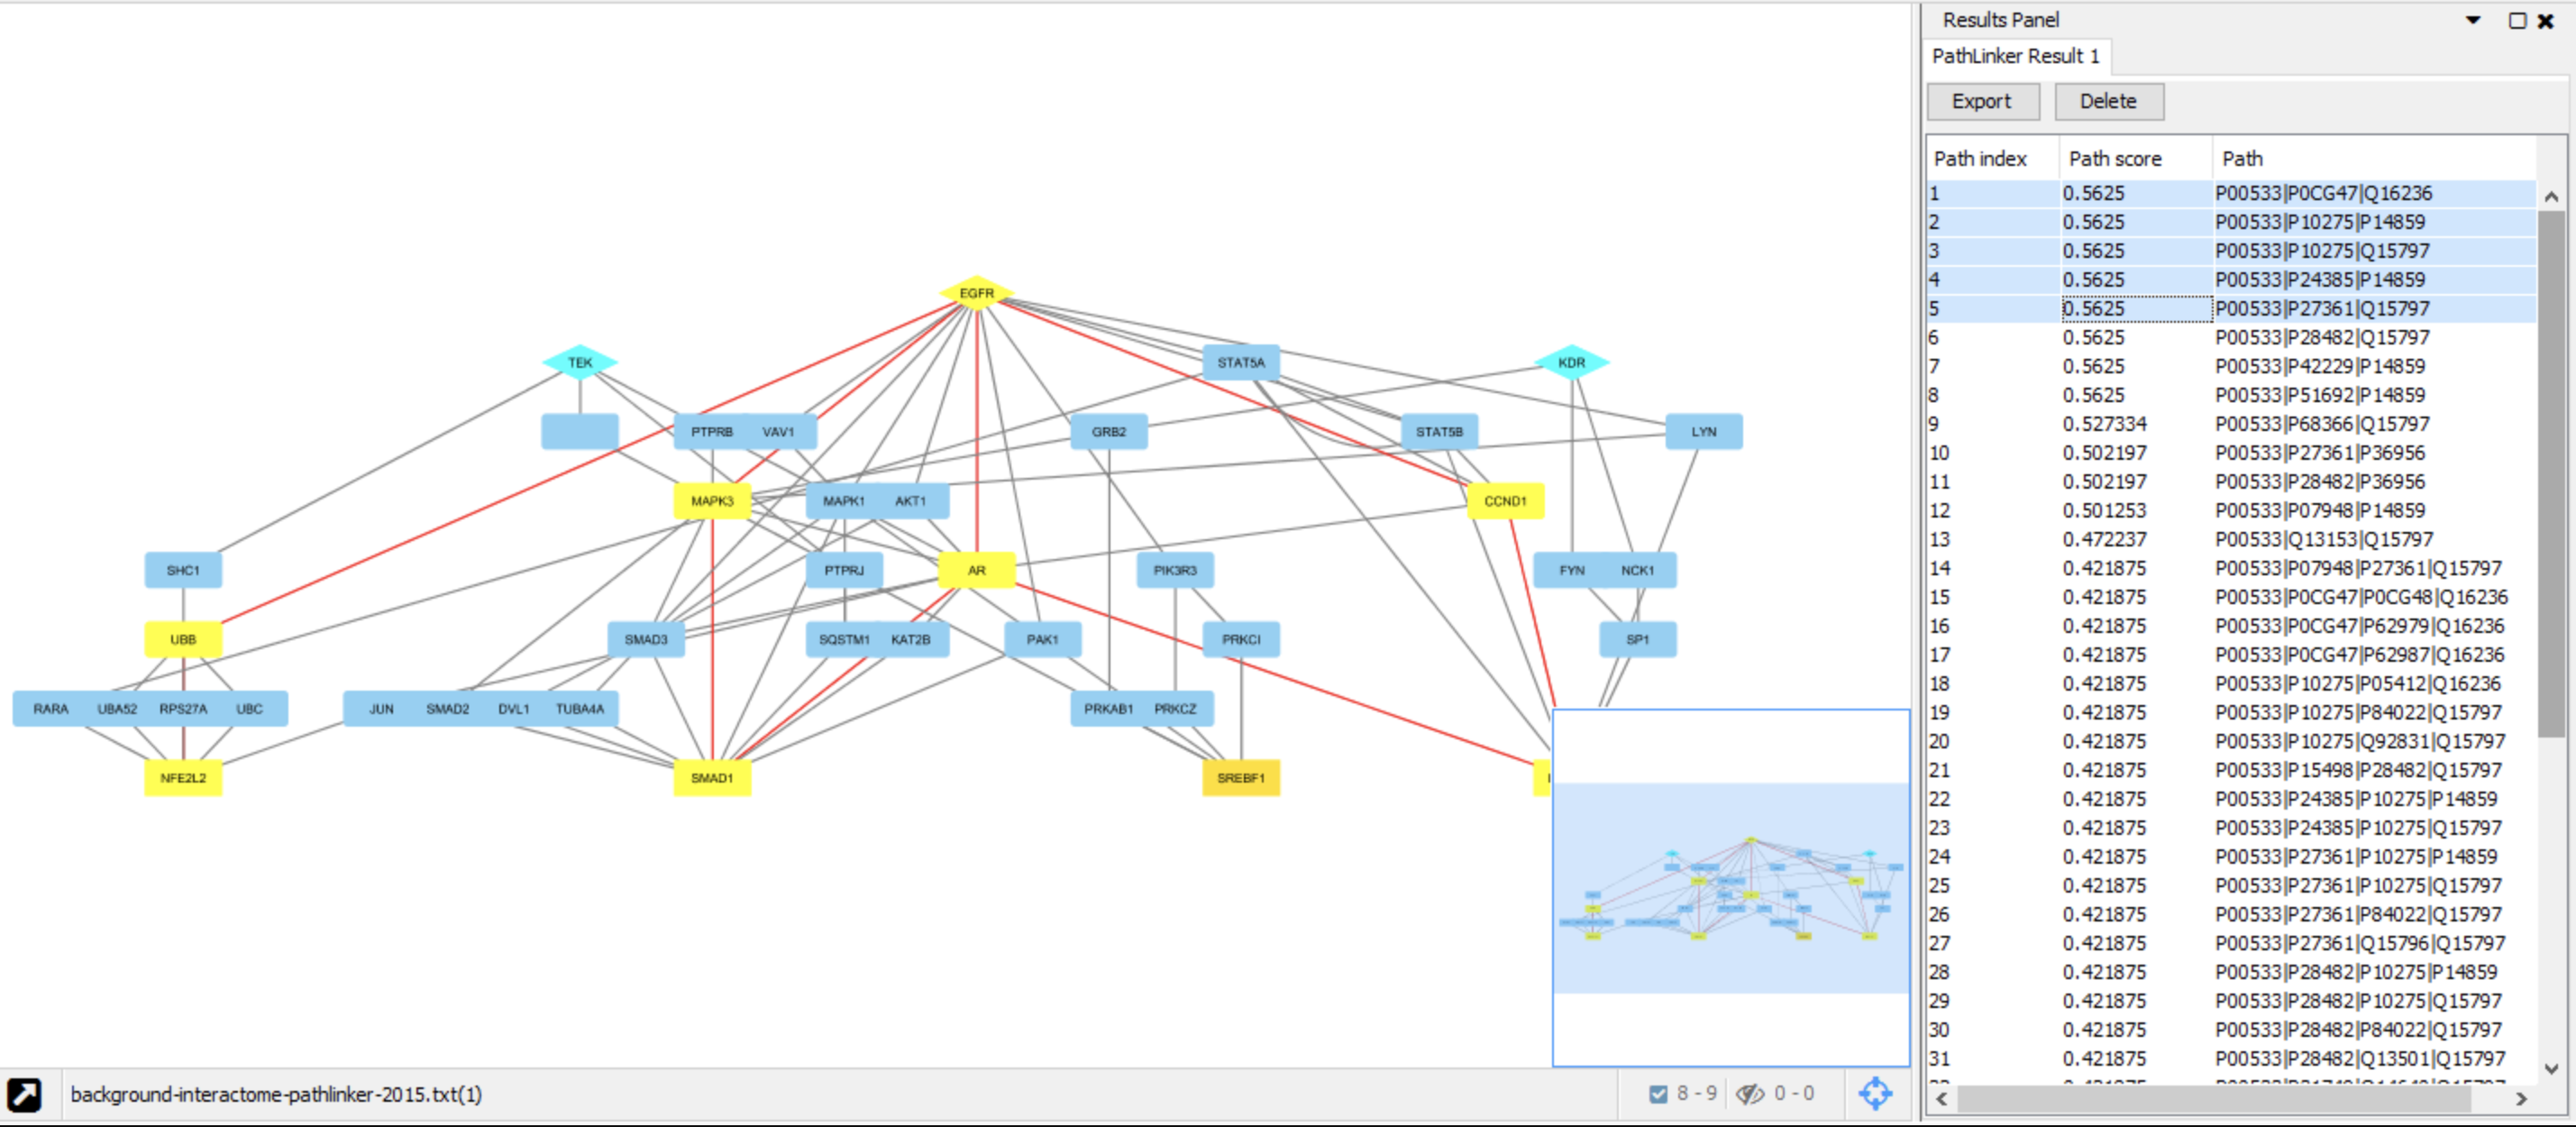 Results Panel
PathLinker Result 1
Export Delete
Path index Path score Path
1 0.5625 P00533|P0CG47|Q16236
2 0.5625 P00533|P10275|P14859
3 0.5625 P00533|P10275|Q15797
4 0.5625 P00533|P24385|P14859
5 0.5625 P00533|P27361|Q15797
6 0.5625 P00533|P28482|Q15797
7 0.5625 P00533|P42229|P14859
8 0.5625 P00533|P51692|P14859
9 0.527334 P00533|P68366|Q15797
10 0.502197 P00533|P27361|P36956
11 0.502197 P00533|P28482|P36956
12 0.501253 P00533|P07948|P14859
13 0.472237 P00533|Q13153|Q15797
14 0.421875 P00533|P07948|P27361|Q15797
15 0.421875 P00533|P0CG47|P0CG48|Q16236
16 0.421875 P00533|P0CG47|P62979|Q16236
17 0.421875 P00533|P0CG47|P62987|Q16236
18 0.421875 P00533|P10275|P05412|Q16236
19 0.421875 P00533|P10275|P84022|Q15797
20 0.421875 P00533|P10275|Q92831|Q15797
21 0.421875 P00533|P15498|P28482|Q15797
22 0.421875 P00533|P24385|P10275|P14859
23 0.421875 P00533|P24385|P10275|Q15797
24 0.421875 P00533|P27361|P10275|P14859
25 0.421875 P00533|P27361|P10275|Q15797
26 0.421875 P00533|P27361|P84022|Q15797
27 0.421875 P00533|P27361|Q15796|Q15797
28 0.421875 P00533|P28482|P10275|P14859
29 0.421875 P00533|P28482|P10275|Q15797
30 0.421875 P00533|P28482|P84022|Q15797
31 0.421875 P00533|P28482|Q13501|Q15797
EGFR
TEK STAT5A KDR
PTPRB VAV1 GRB2 STAT5B LYN
MAPK3 MAPK1 AKT1 CCND1
SHC1 PTPRJ AR PIK3R3 FYN NCK1
UBB SMAD3 SQSTM1 KAT2B PAK1 PRKCI SP1
RARA UBA52 RPS27A UBC JUN SMAD2 DVL1 TUBA4A PRKAB1 PRKCZ
NFE2L2 SMAD1 SREBF1
background-interactome-pathlinker-2015.txt(1) 8 - 9 0 - 0